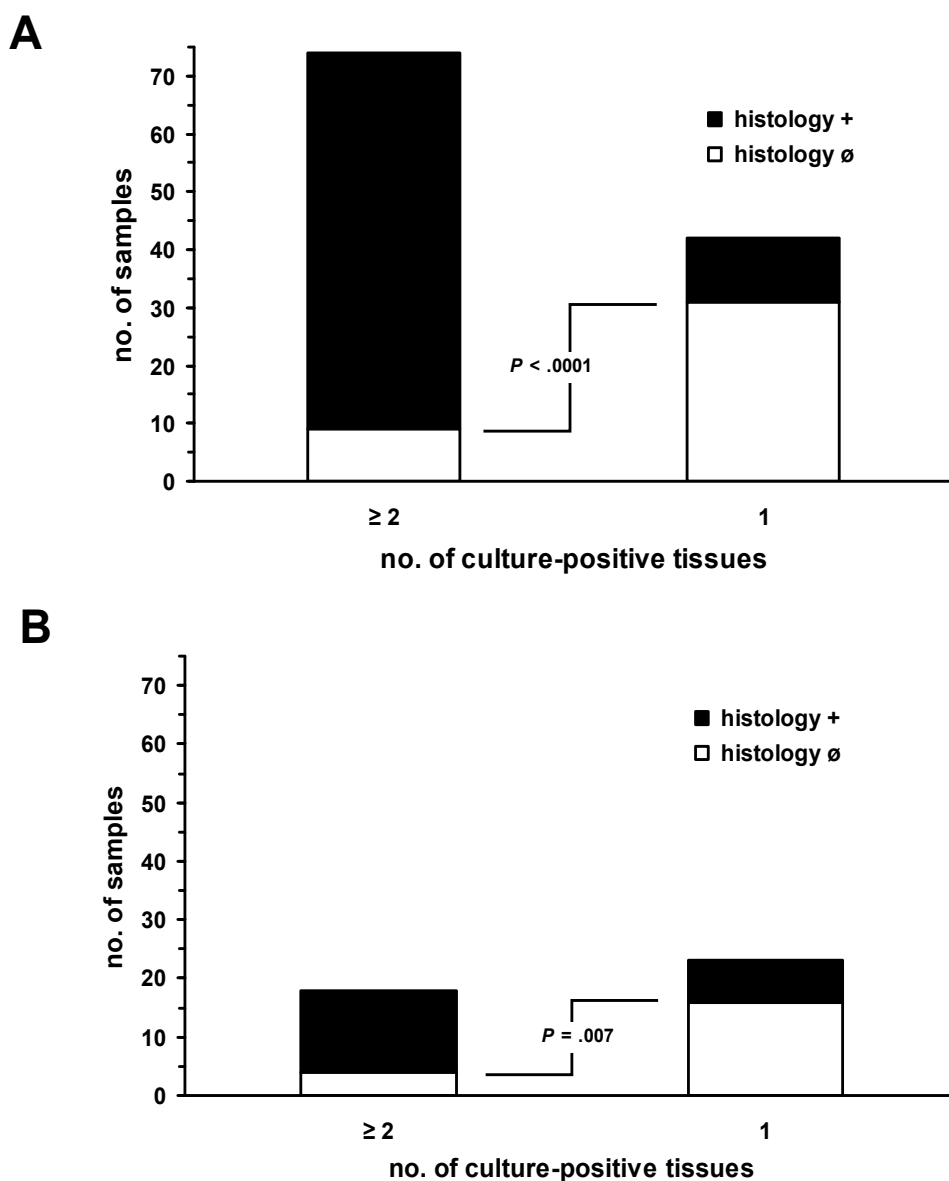 A
no. of samples
70
60
50
40
30
20
10
0
histology +
histology ø
P < .0001
≥ 2
1
no. of culture-positive tissues
B
no. of samples
70
60
50
40
30
20
10
0
histology +
histology ø
P = .007
≥ 2
1
no. of culture-positive tissues